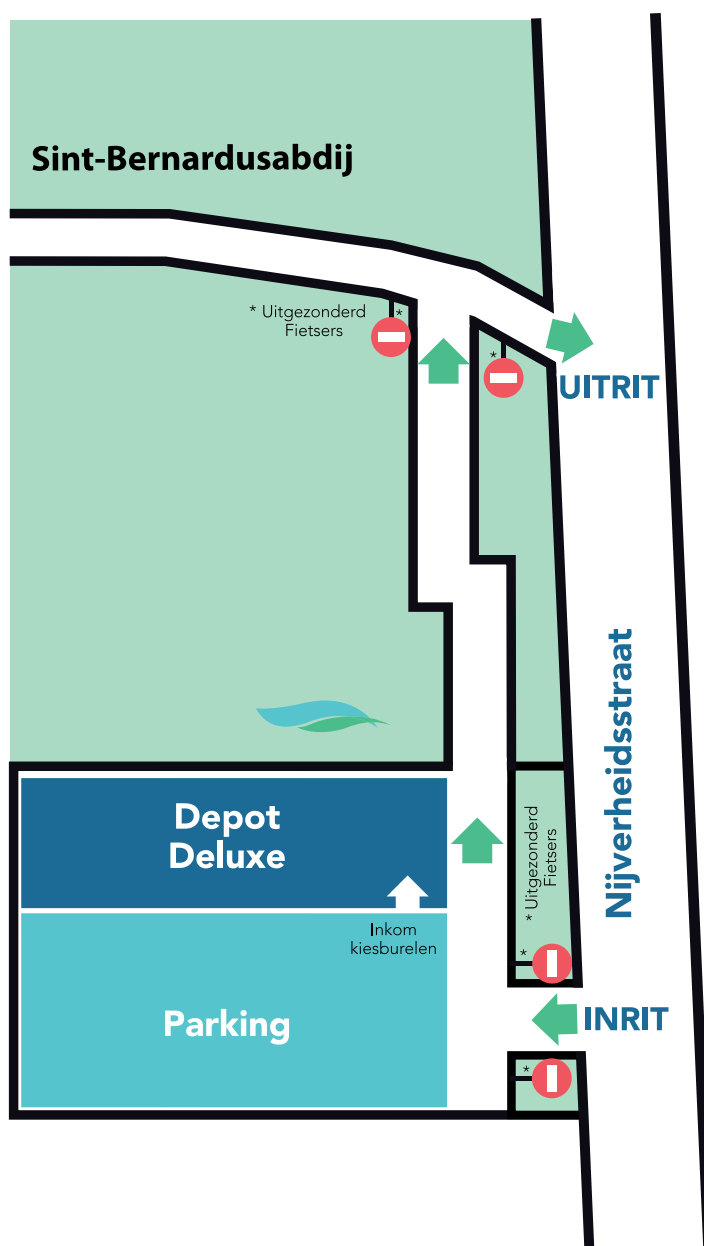 Sint-Bernardusabdij
* Uitgezonderd
Fietsers
*
*
UITRIT
Nijverheidsstraat
Depot
Deluxe
* Uitgezonderd
Fietsers
Inkom
kiesburelen
*
Parking
INRIT
*